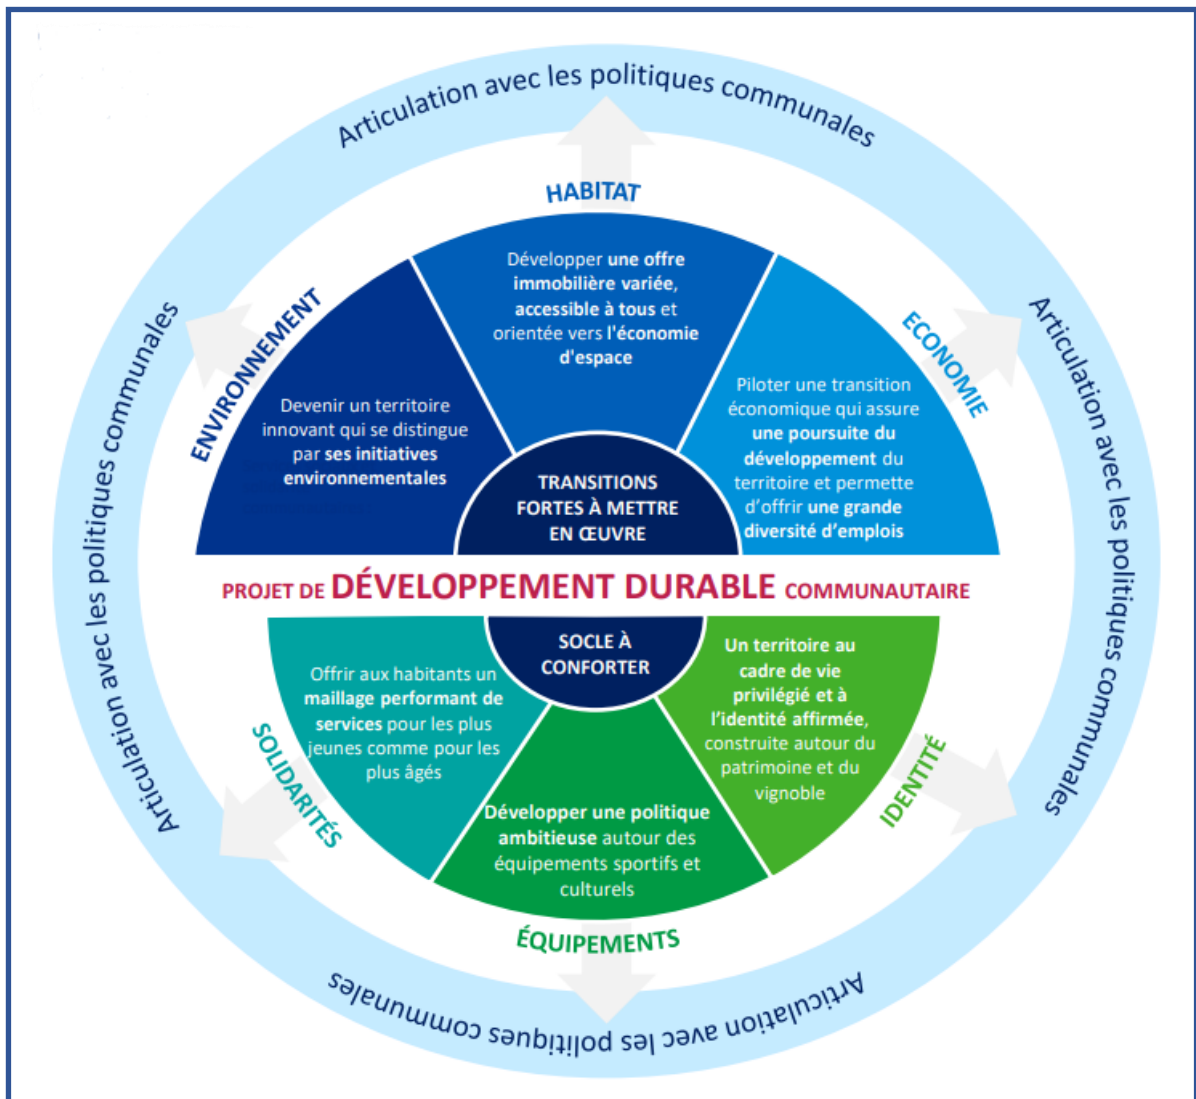 Articulation avec les politiques communales
HABITAT
Développer une offre
immobilière variée,
accessible à tous et
orientée vers l'économie
d'espace
ENVIRONNEMENT
Devenir un territoire
innovant qui se distingue
par ses initiatives
environnementales
ECONOMIE
Piloter une transition
économique qui assure
une poursuite du
développement du
territoire et permette
d'offrir une grande
diversité d'emplois
TRANSITIONS
FORTES À METTRE
EN ŒUVRE
Articulation avec les politiques communales
Articulation avec les politiques communales
PROJET DE DÉVELOPPEMENT DURABLE COMMUNAUTAIRE
SOCLE À
CONFORTER
SOLIDARITÉS
Offrir aux habitants un
maillage performant de
services pour les plus
jeunes comme pour les
plus âgés
Un territoire au
cadre de vie
privilégié et à
l'identité affirmée,
construite autour du
patrimoine et du
vignoble
IDENTITÉ
Développer une politique
ambitieuse autour des
équipements sportifs et
culturels
ÉQUIPEMENTS
Articulation avec les politiques communales